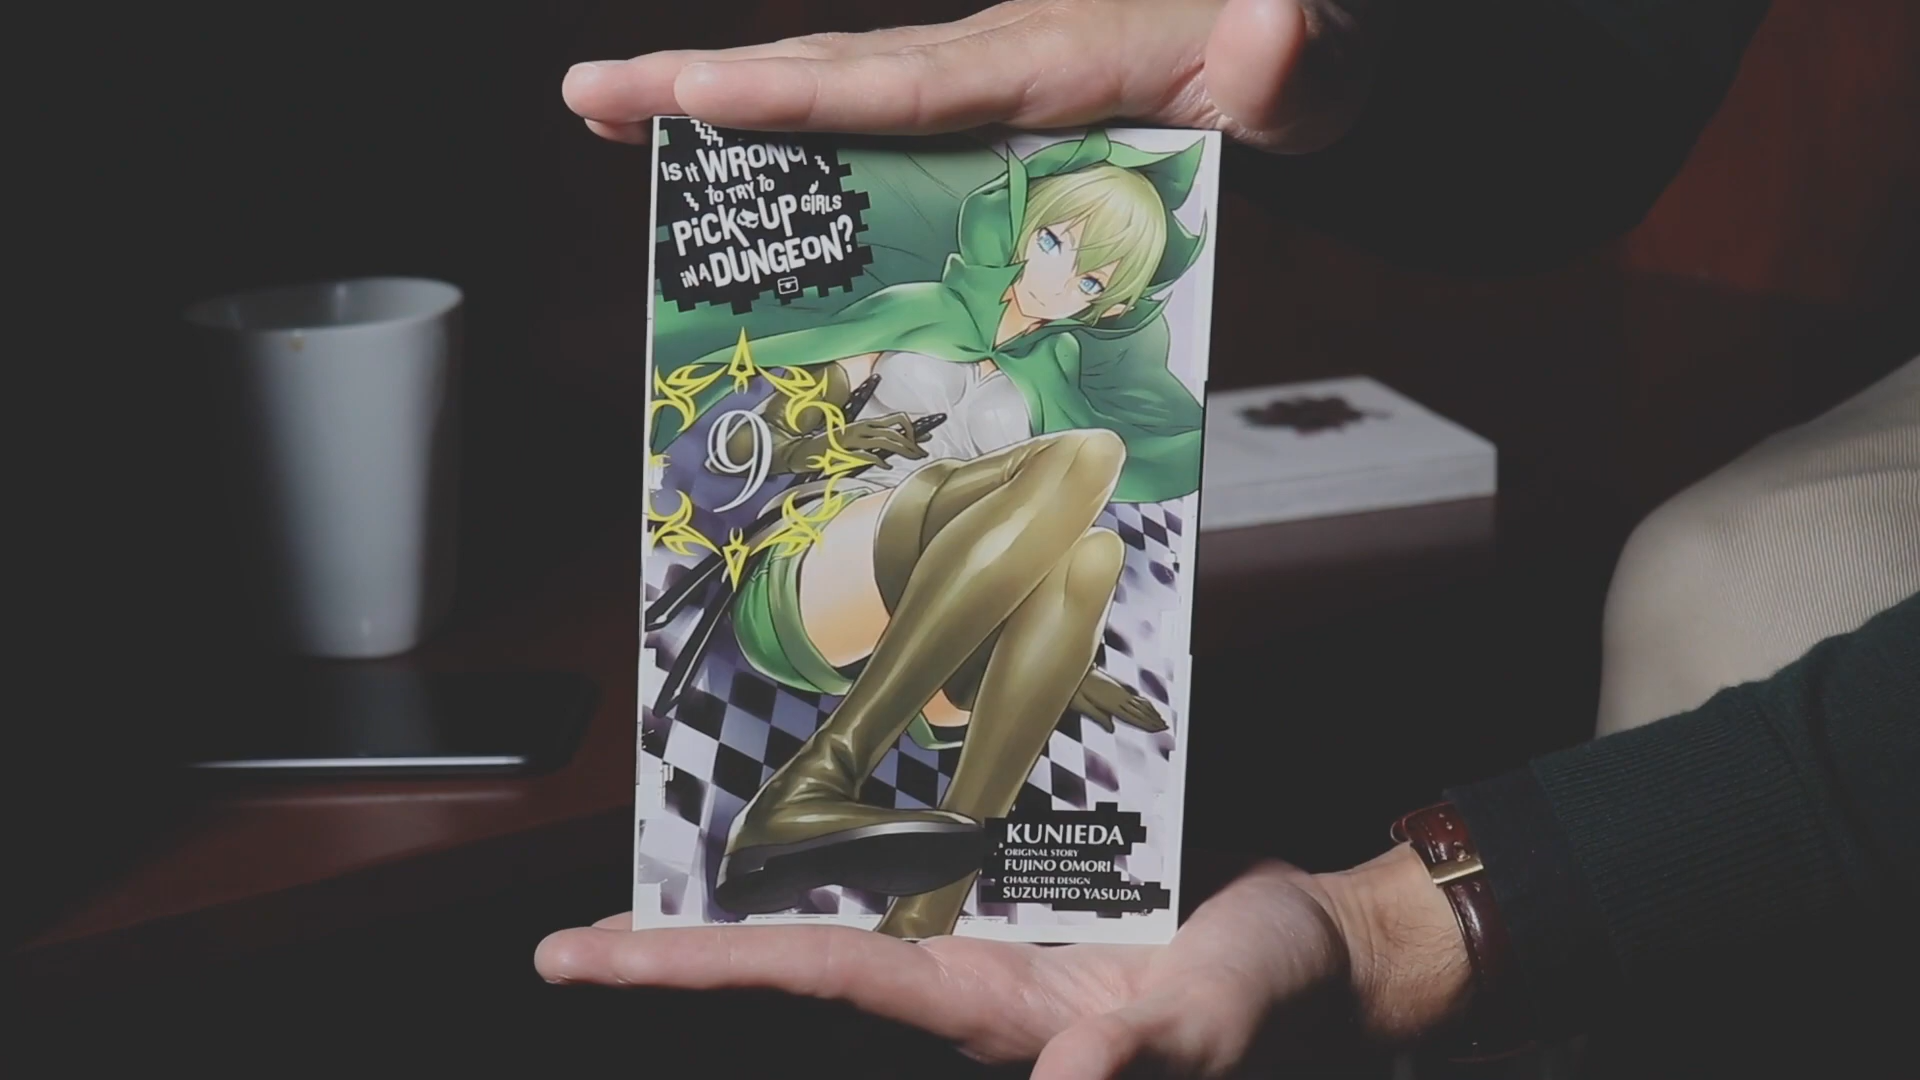 IS It WRONG
to TRY to
PiCK-UP GiRLS
iN A DUNGEON?
9
KUNIEDA
ORIGINAL STORY
FUJINO OMORI
CHARACTER DESIGN
SUZUHITO YASUDA